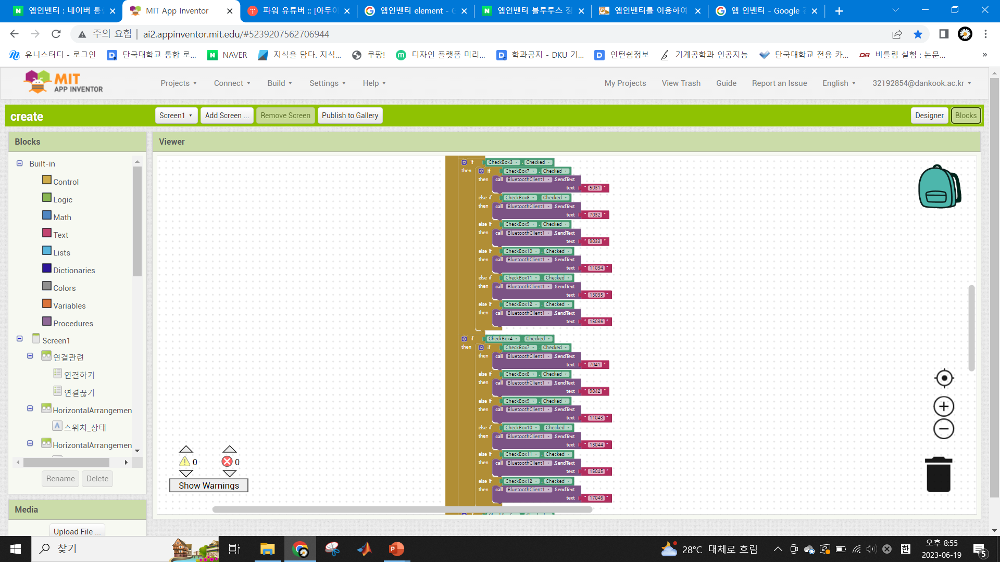 앱인벤터 : 네이버 통합
MIT App Inventor
파워 유튜버 :: [아두이
앱인벤터 element - G
앱인벤터 블루투스 정
앱인벤터를 이용하여
앱 인벤터 - Google 검
주의 요함 | ai2.appinventor.mit.edu/#5239207562706944
유니스터디 - 로그인
단국대학교 통합 로...
NAVER
지식을 담다. 지식...
쿠팡!
디자인 플랫폼 미리...
학과공지 - DKU 기...
인턴쉽정보
기계공학과 인공지능
단국대학교 전용 카...
비틀림 실험 : 논문...
»
MIT
APP INVENTOR
Projects
Connect
Build
Settings
Help
My Projects
View Trash
Guide
Report an Issue
English
32192854@dankook.ac.kr
create
Screen1
Add Screen ...
Remove Screen
Publish to Gallery
Designer
Blocks
Blocks
Built-in
Control
Logic
Math
Text
Lists
Dictionaries
Colors
Variables
Procedures
Screen1
연결관련
연결하기
연결끊기
HorizontalArrangemen
스위치_상태
HorizontalArrangemen
Rename
Delete
Media
Upload File ...
Viewer
if CheckBox3 . Checked
then if CheckBox7 . Checked
then call BluetoothClient1 .SendText
text " 5031 "
else if CheckBox8 . Checked
then call BluetoothClient1 .SendText
text " 7032 "
else if CheckBox9 . Checked
then call BluetoothClient1 .SendText
text " 9033 "
else if CheckBox10 . Checked
then call BluetoothClient1 .SendText
text " 11034 "
else if CheckBox11 . Checked
then call BluetoothClient1 .SendText
text " 13035 "
else if CheckBox12 . Checked
then call BluetoothClient1 .SendText
text " 15036 "
if CheckBox4 . Checked
then if CheckBox7 . Checked
then call BluetoothClient1 .SendText
text " 7041 "
else if CheckBox8 . Checked
then call BluetoothClient1 .SendText
text " 9042 "
else if CheckBox9 . Checked
then call BluetoothClient1 .SendText
text " 11043 "
else if CheckBox10 . Checked
then call BluetoothClient1 .SendText
text " 13044 "
else if CheckBox11 . Checked
then call BluetoothClient1 .SendText
text " 15045 "
else if CheckBox12 . Checked
then call BluetoothClient1 .SendText
text " 17046 "
0
0
Show Warnings
찾기
28°C 대체로 흐림
한
오후 8:55
2023-06-19
5